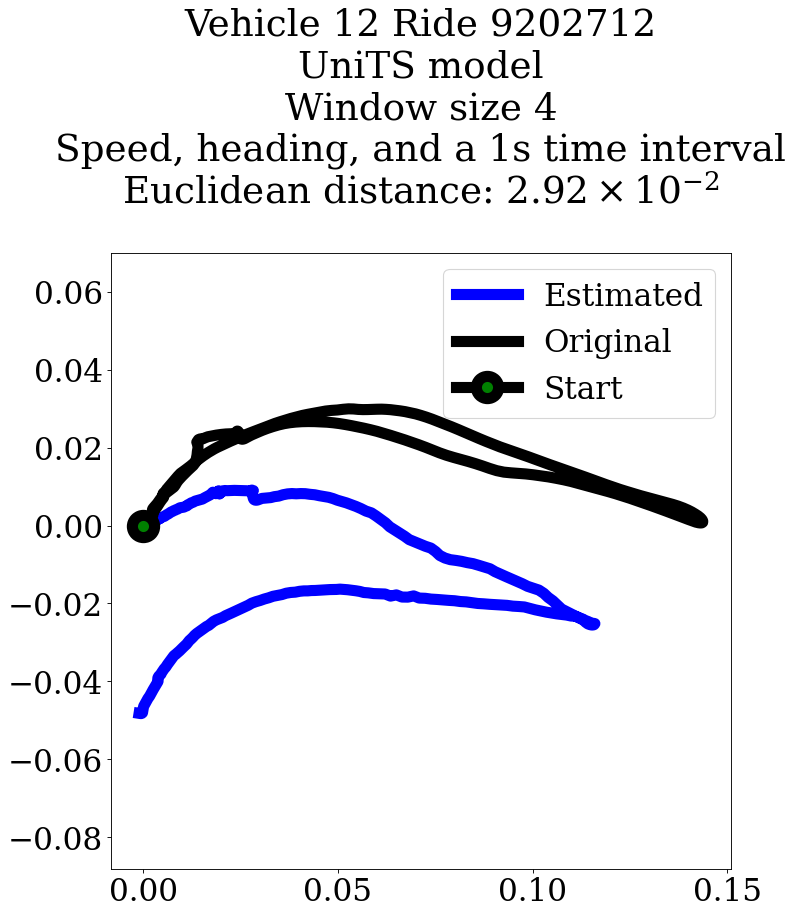 Vehicle 12 Ride 9202712
UniTS model
Window size 4
Speed, heading, and a 1s time interval
Euclidean distance: 2.92 × 10⁻²
Estimated
Original
Start
0.06
0.04
0.02
0.00
−0.02
−0.04
−0.06
−0.08
0.00 0.05 0.10 0.15